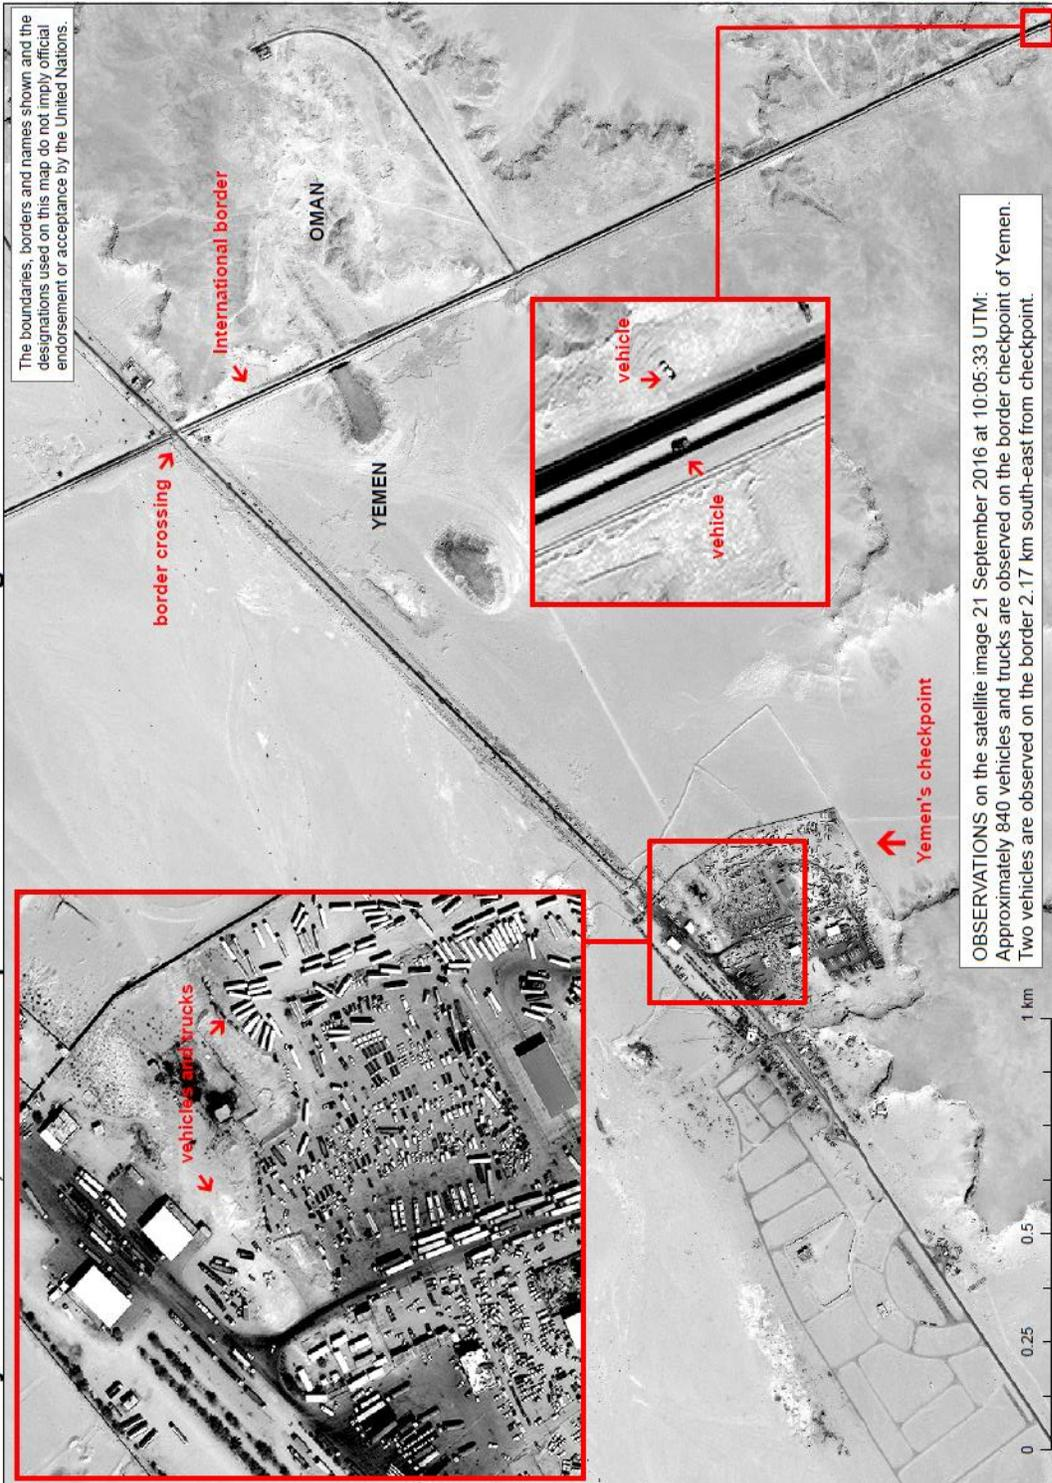 The boundaries, borders and names shown and the
designations used on this map do not imply official
endorsement or acceptance by the United Nations.
border crossing
International border
OMAN
YEMEN
vehicles and trucks
vehicle
vehicle
Yemen's checkpoint
OBSERVATIONS on the satellite image 21 September 2016 at 10:05:33 UTM:
Approximately 840 vehicles and trucks are observed on the border checkpoint of Yemen.
Two vehicles are observed on the border 2.17 km south-east from checkpoint.
0 0.25 0.5 1 km